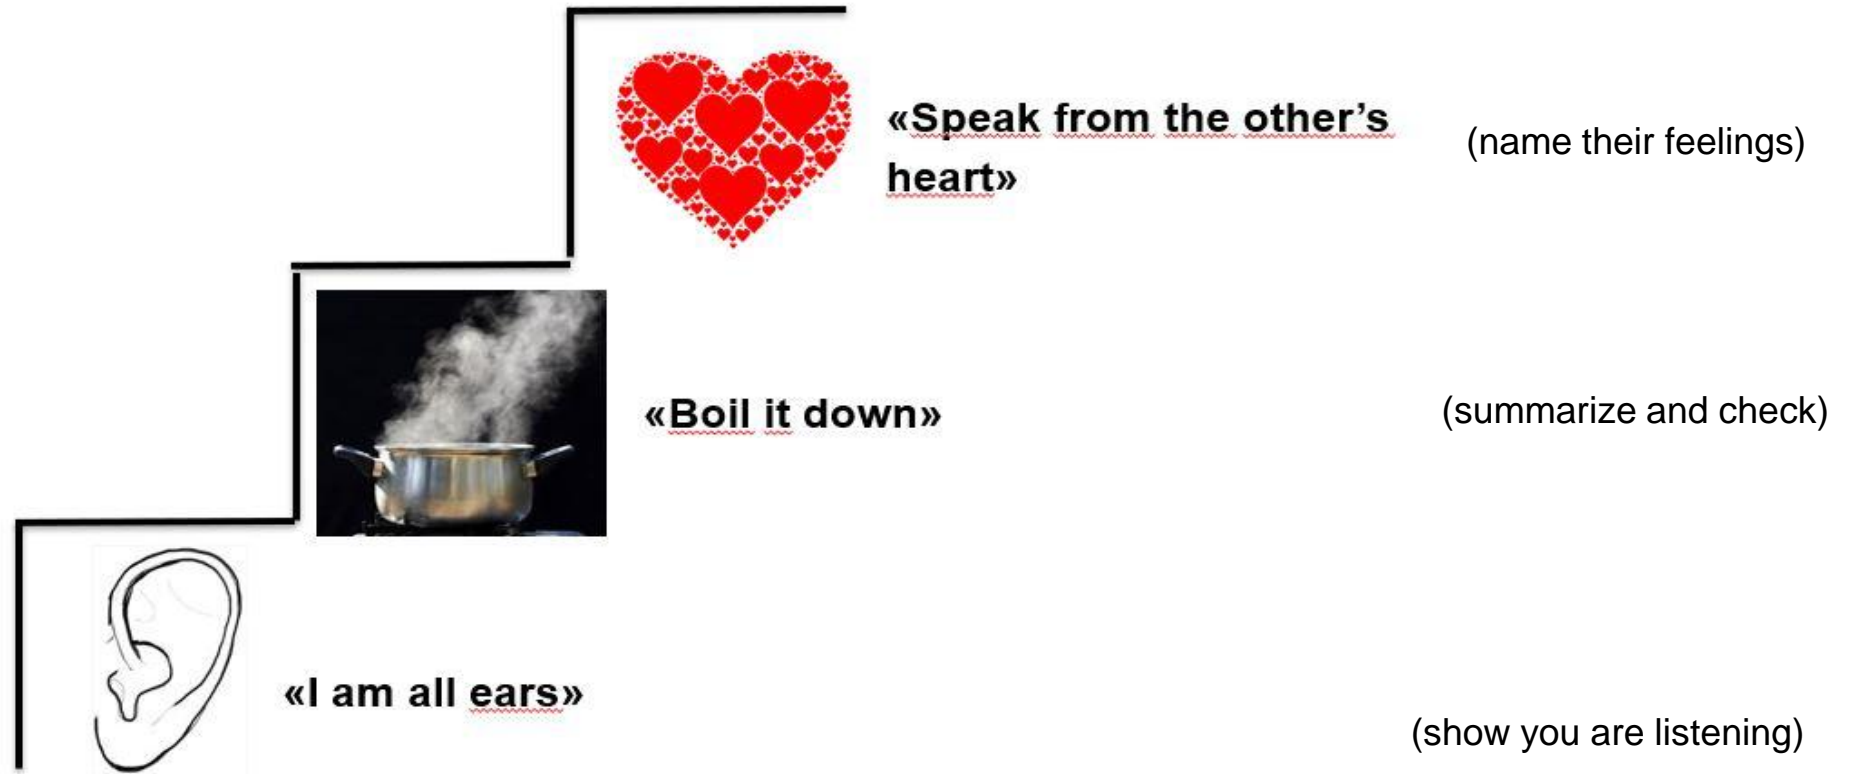 «Speak from the other’s
heart»
(name their feelings)
«Boil it down»
(summarize and check)
«I am all ears»
(show you are listening)